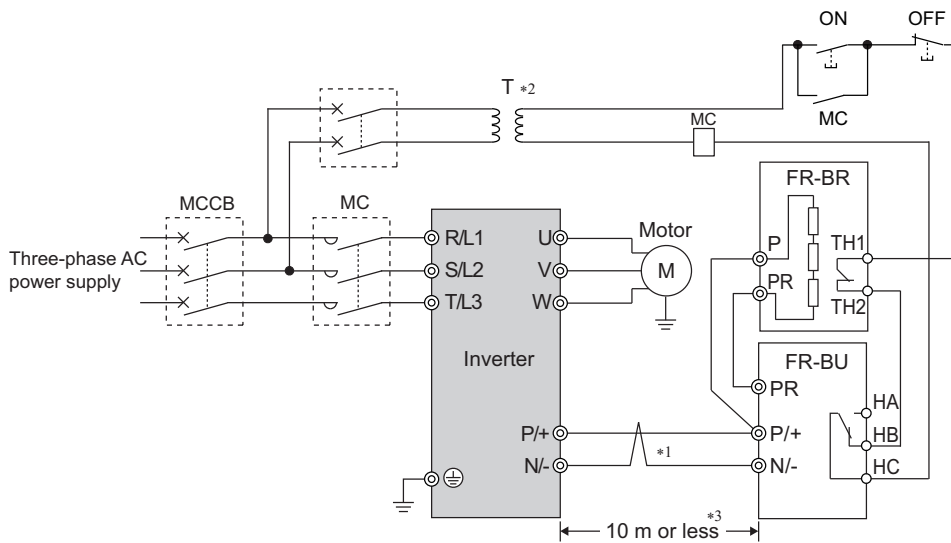 ON
OFF
T *2
MC
MC
FR-BR
MCCB
MC
Three-phase AC
power supply
R/L1
S/L2
T/L3
U
V
W
Motor
M
P
PR
TH1
TH2
Inverter
FR-BU
PR
HA
P/+
N/-
*1
P/+
N/-
HB
HC
10 m or less *3